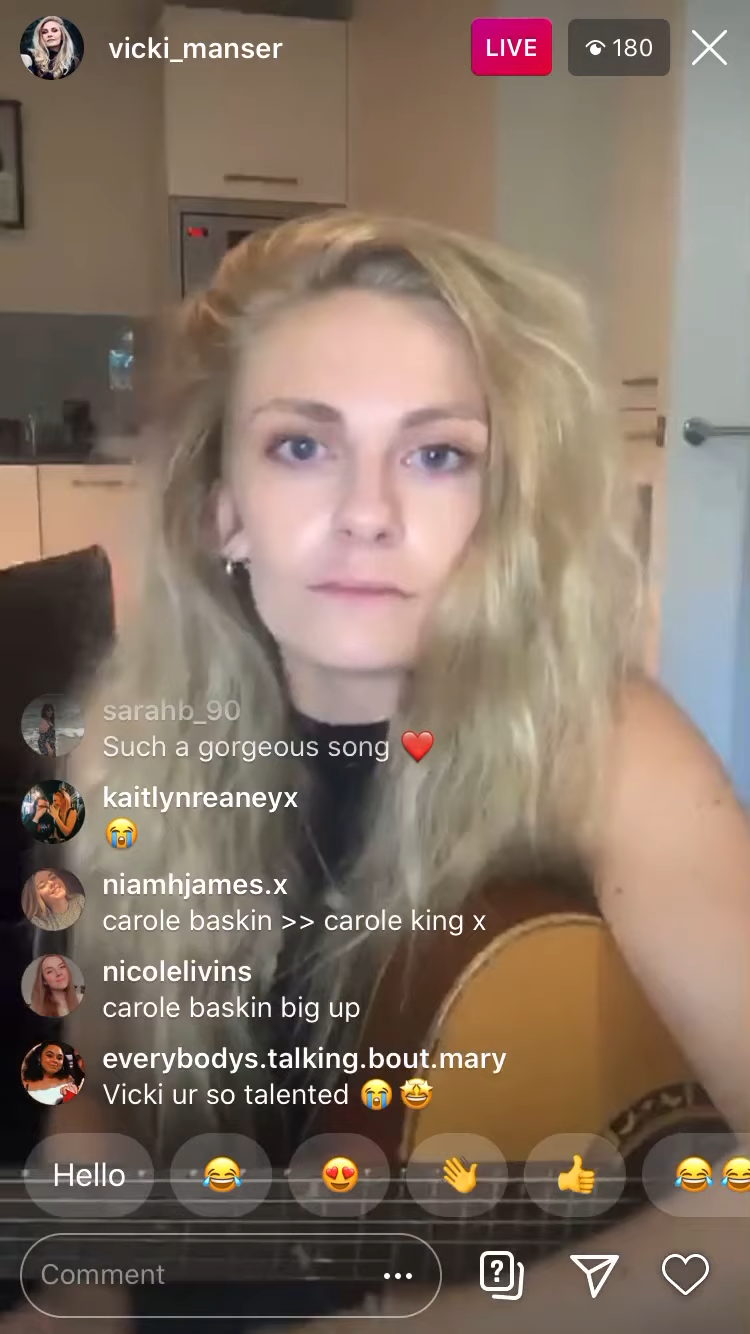 vicki_manser
LIVE
180
sarahb_90
Such a gorgeous song ❤️
kaitlynreaneyx
😭
niamhjames.x
carole baskin >> carole king x
nicolelivins
carole baskin big up
everybodys.talking.bout.mary
Vicki ur so talented 😭🤩
Hello 😂 😍 👋 👍 😂😂
Comment